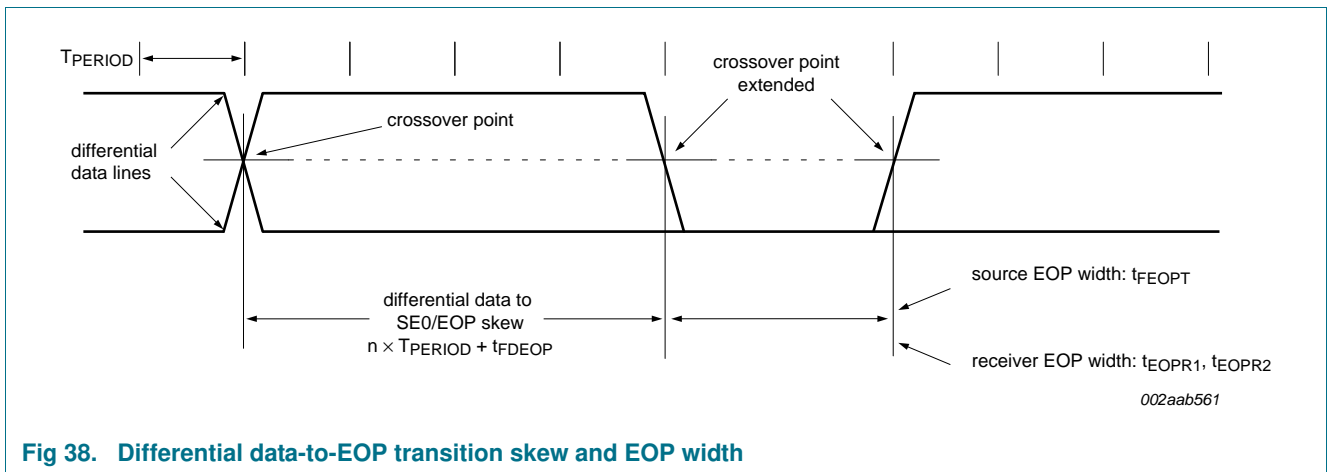 TPERIOD
crossover point
extended
crossover point
differential
data lines
differential data to
SE0/EOP skew
n × TPERIOD + tFDEOP
source EOP width: tFEOPT
receiver EOP width: tEOPR1, tEOPR2
002aab561
Fig 38. Differential data-to-EOP transition skew and EOP width